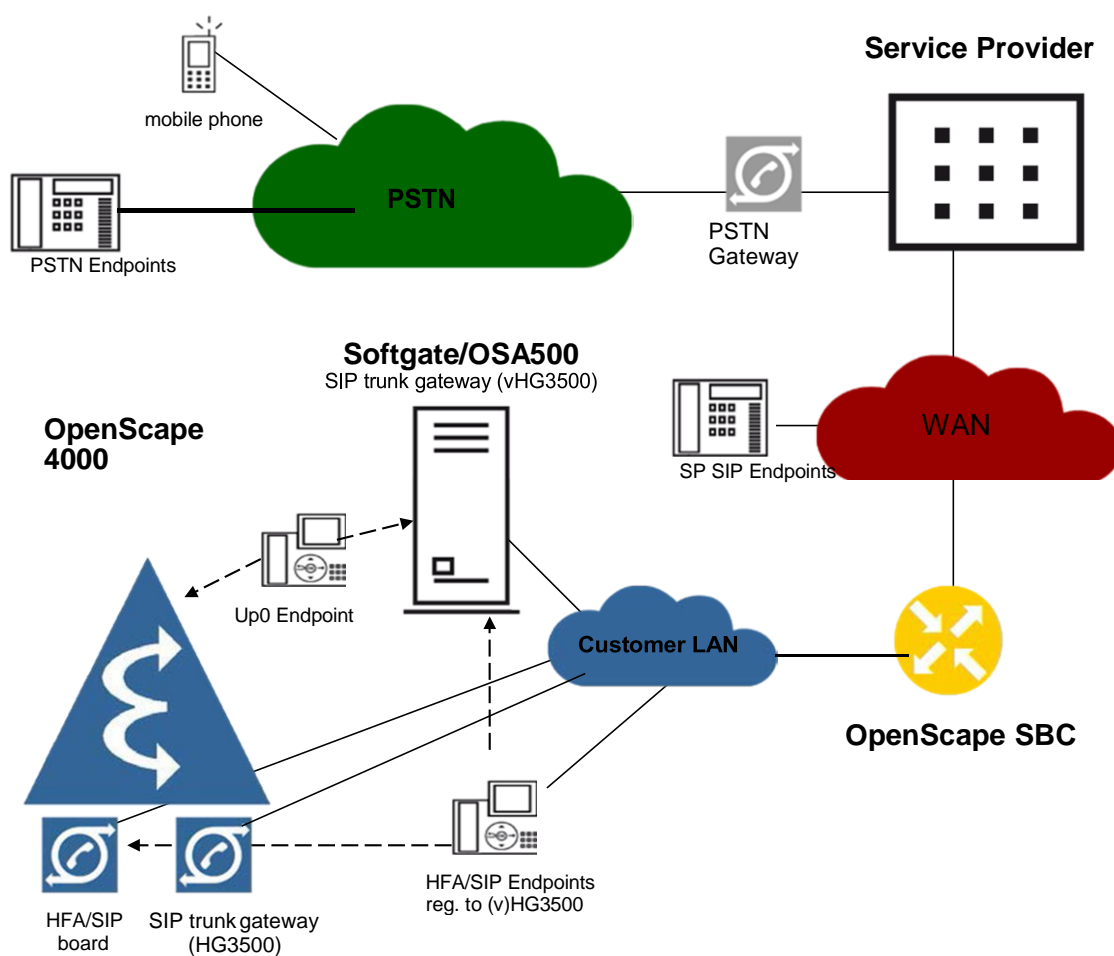 Service Provider
mobile phone
PSTN
PSTN Endpoints
PSTN
Gateway
Softgate/OSA500
SIP trunk gateway (vHG3500)
OpenScape
4000
WAN
SP SIP Endpoints
Up0 Endpoint
Customer LAN
OpenScape SBC
HFA/SIP Endpoints
reg. to (v)HG3500
HFA/SIP
board
SIP trunk gateway
(HG3500)